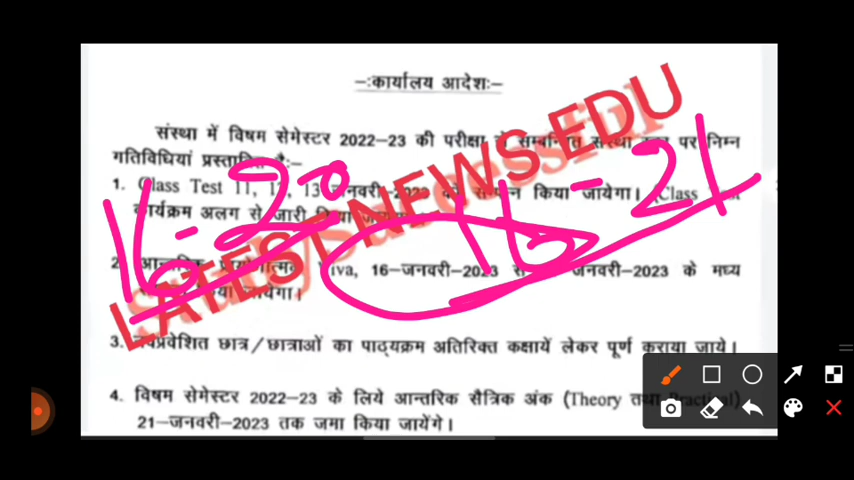 -:कार्यालय आदेशः-
संस्था में विषम सेमेस्टर 2022-23 की परीक्षा से सम्बन्धित संस्था स्तर पर निम्न
गतिविधियां प्रस्तावित हैः-
1. Class Test 11, 12, 13 जनवरी-2023 को सम्पन्न किया जायेगा। (Class Test
कार्यक्रम अलग से जारी किया
2. Viva, 16-जनवरी-2023 से जनवरी-2023 के मध्य
जायेगा।
3. नवप्रवेशित छात्र/छात्राओं का पाठ्यक्रम अतिरिक्त कक्षायें लेकर पूर्ण कराया जाये।
4. विषम सेमेस्टर 2022-23 के लिये आन्तरिक सैत्रिक अंक (Theory तथा Practical)
21-जनवरी-2023 तक जमा किया जायेंगे।
LATEST NEWS EDU
16-20
16-21